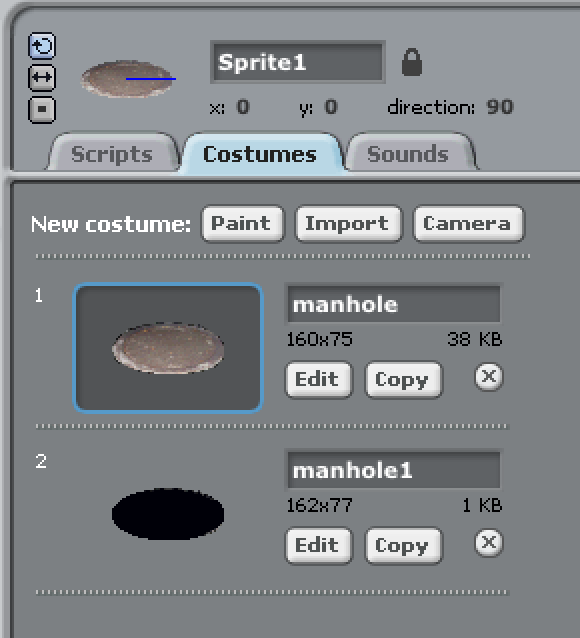 Sprite1
x: 0 y: 0 direction: 90
Scripts Costumes Sounds
New costume: Paint Import Camera
1
manhole
160x75 38 KB
Edit Copy
2
manhole1
162x77 1 KB
Edit Copy